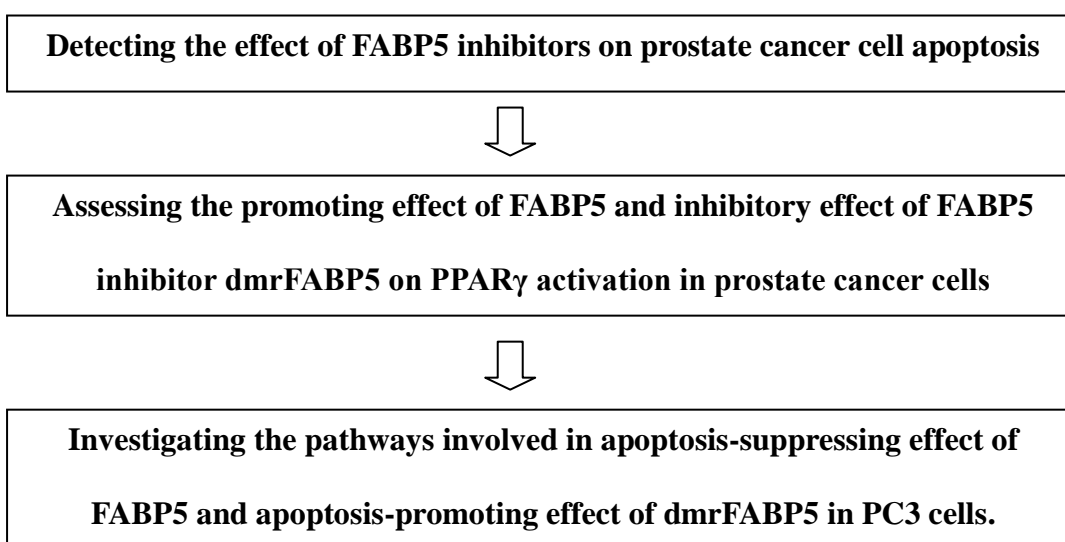 Detecting the effect of FABP5 inhibitors on prostate cancer cell apoptosis
Assessing the promoting effect of FABP5 and inhibitory effect of FABP5
inhibitor dmrFABP5 on PPARγ activation in prostate cancer cells
Investigating the pathways involved in apoptosis-suppressing effect of
FABP5 and apoptosis-promoting effect of dmrFABP5 in PC3 cells.